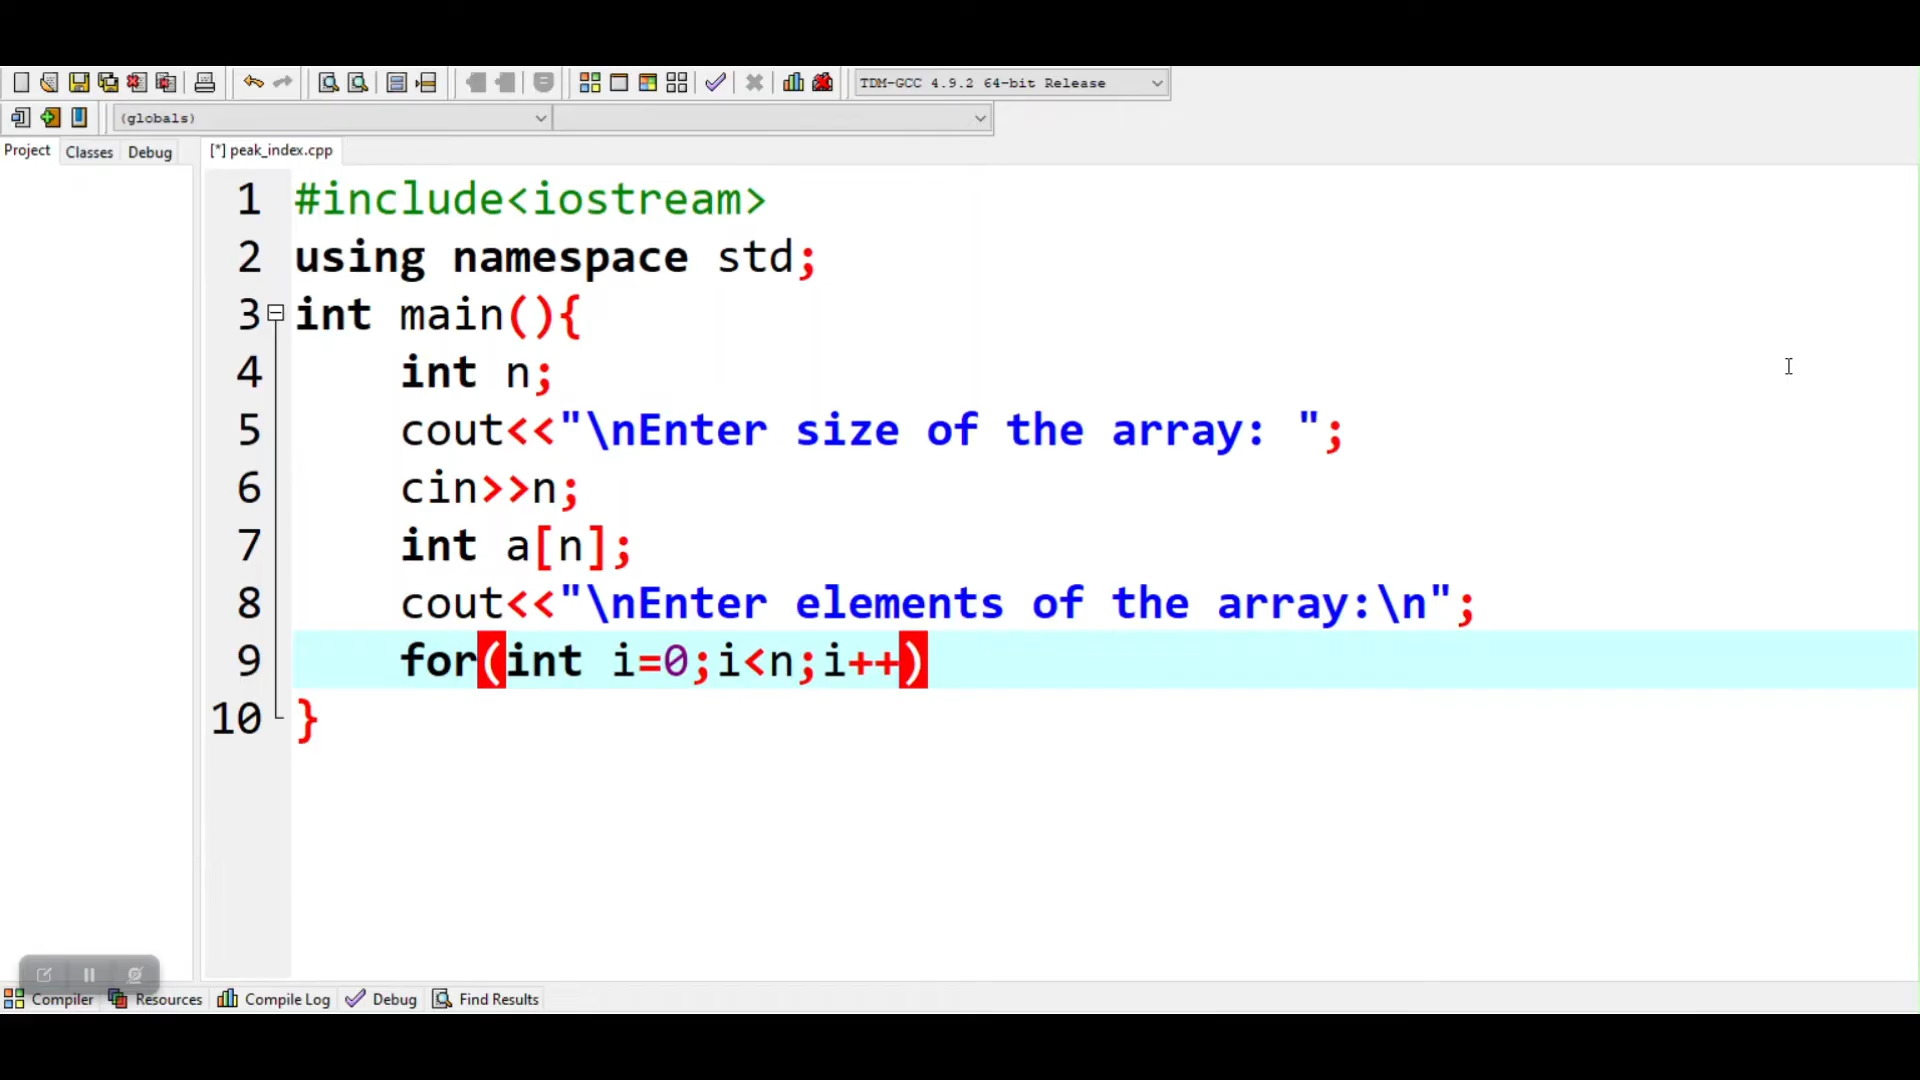 TDM-GCC 4.9.2 64-bit Release
(globals)
Project Classes Debug [*] peak_index.cpp
1 #include<iostream>
2 using namespace std;
3 int main(){
4 int n;
5 cout<<"\nEnter size of the array: ";
6 cin>>n;
7 int a[n];
8 cout<<"\nEnter elements of the array:\n";
9 for(int i=0;i<n;i++)
10 }
Compiler Resources Compile Log Debug Find Results